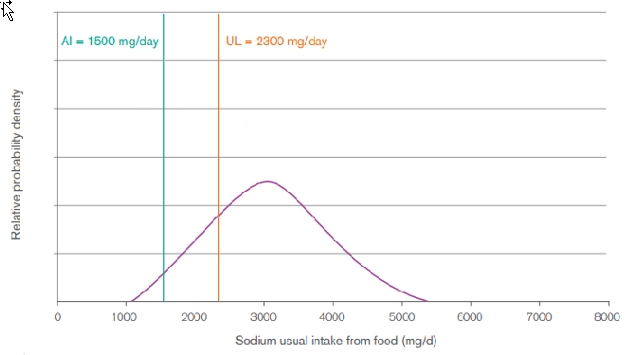 AI = 1500 mg/day
UL = 2300 mg/day
Relative probability density
0 1000 2000 3000 4000 5000 6000 7000 8000
Sodium usual intake from food (mg/d)